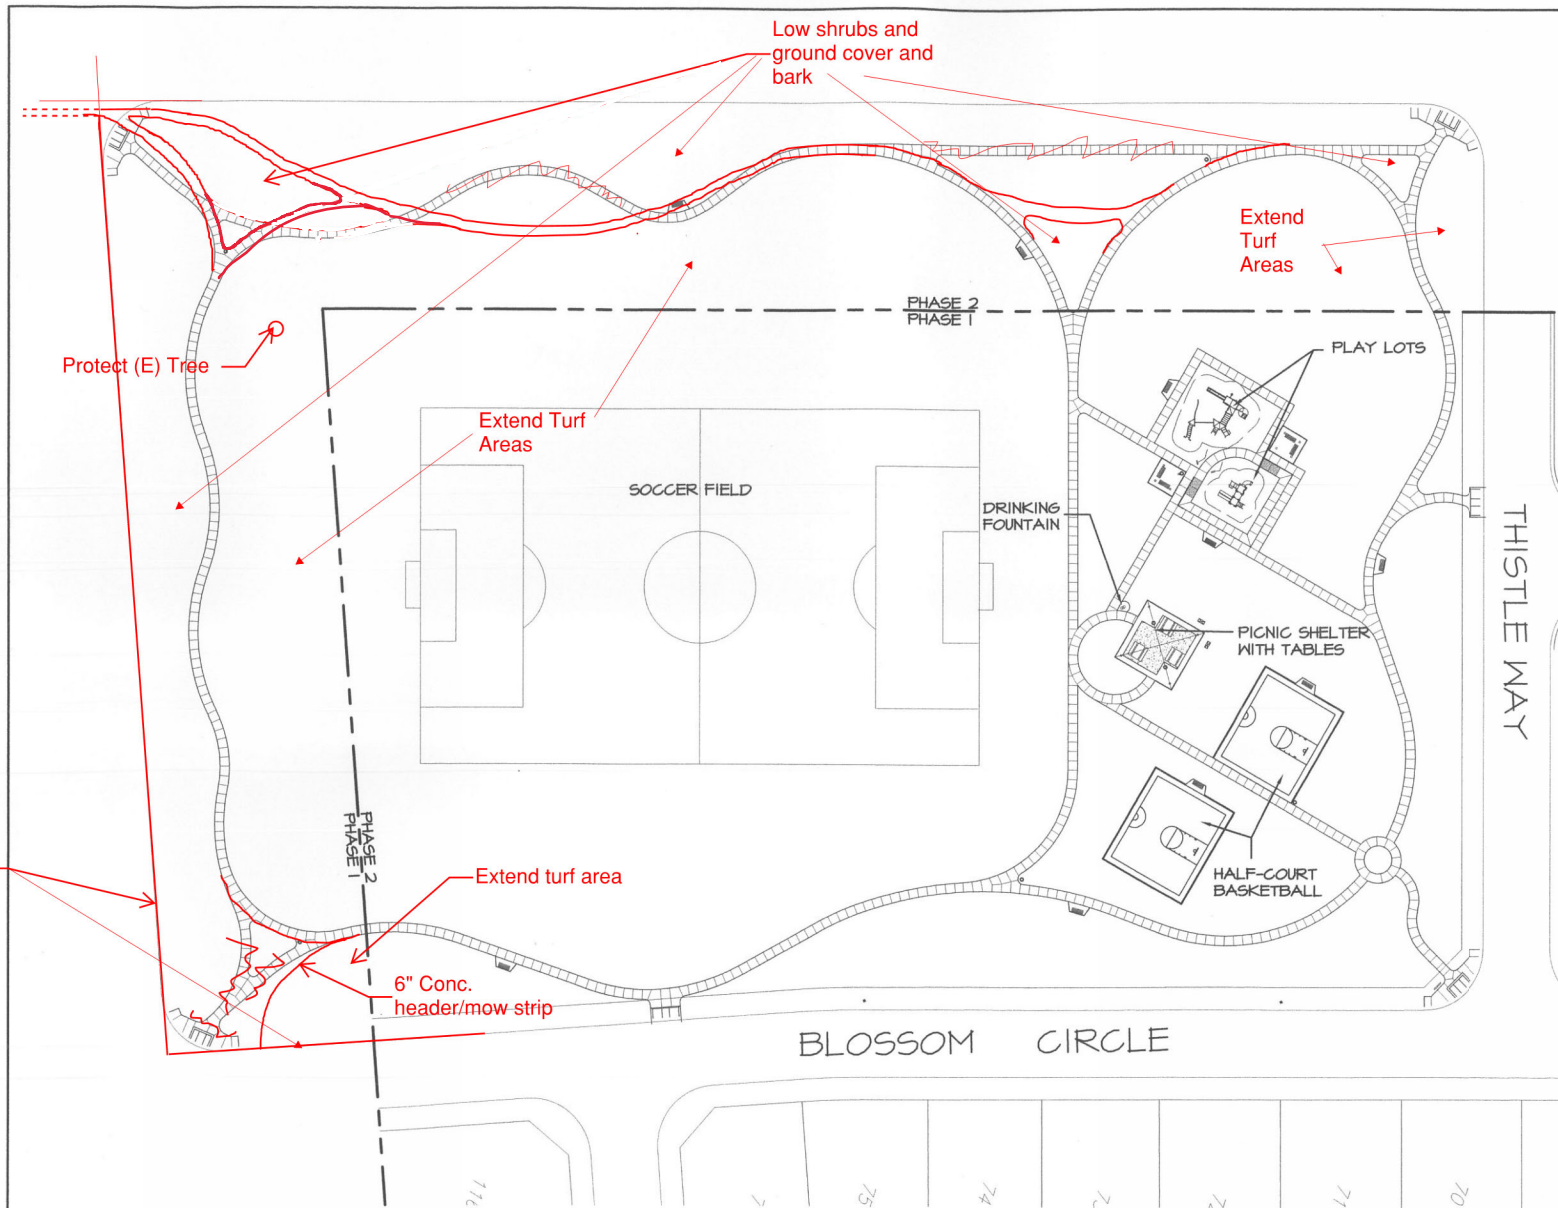 Low shrubs and
ground cover and
bark
Extend
Turf
Areas
PHASE 2
PHASE 1
PLAY LOTS
Protect (E) Tree
Extend Turf
Areas
SOCCER FIELD
DRINKING
FOUNTAIN
THISTLE WAY
PICNIC SHELTER
WITH TABLES
PHASE 2
PHASE 1
HALF-COURT
BASKETBALL
Extend turf area
6" Conc.
header/mow strip
BLOSSOM CIRCLE
116
75
74
71
70